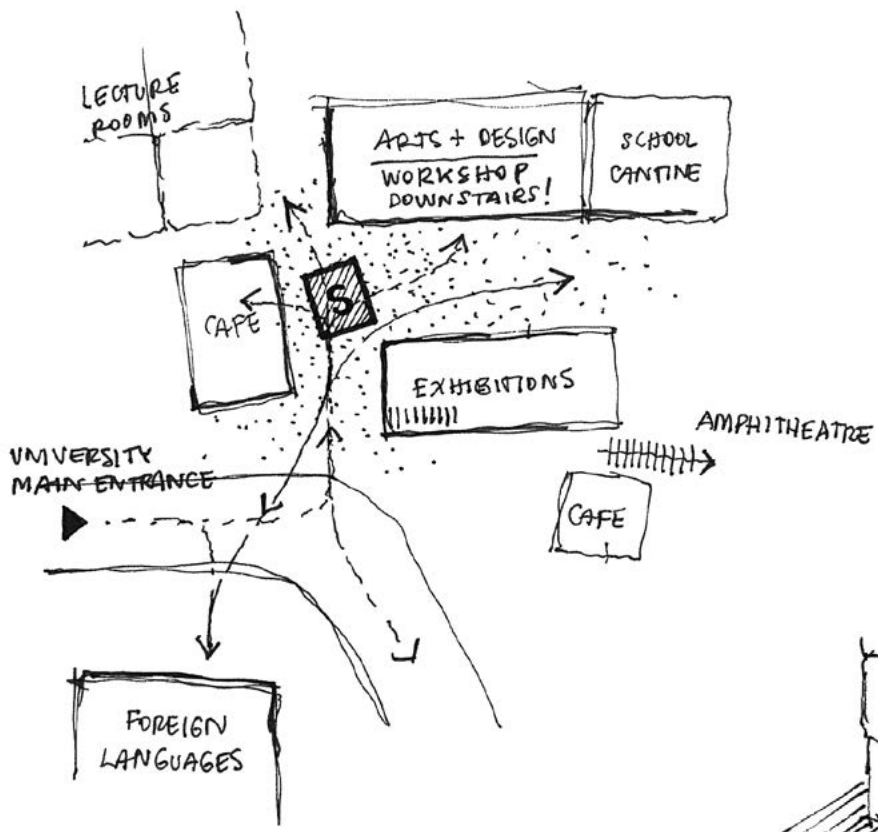 LECTURE
ROOMS
ARTS + DESIGN
WORKSHOP
DOWNSTAIRS!
SCHOOL
CANTINE
S
CAFE
EXHIBITIONS
AMPHITHEATRE
UNIVERSITY
MAIN ENTRANCE
CAFE
FOREIGN
LANGUAGES